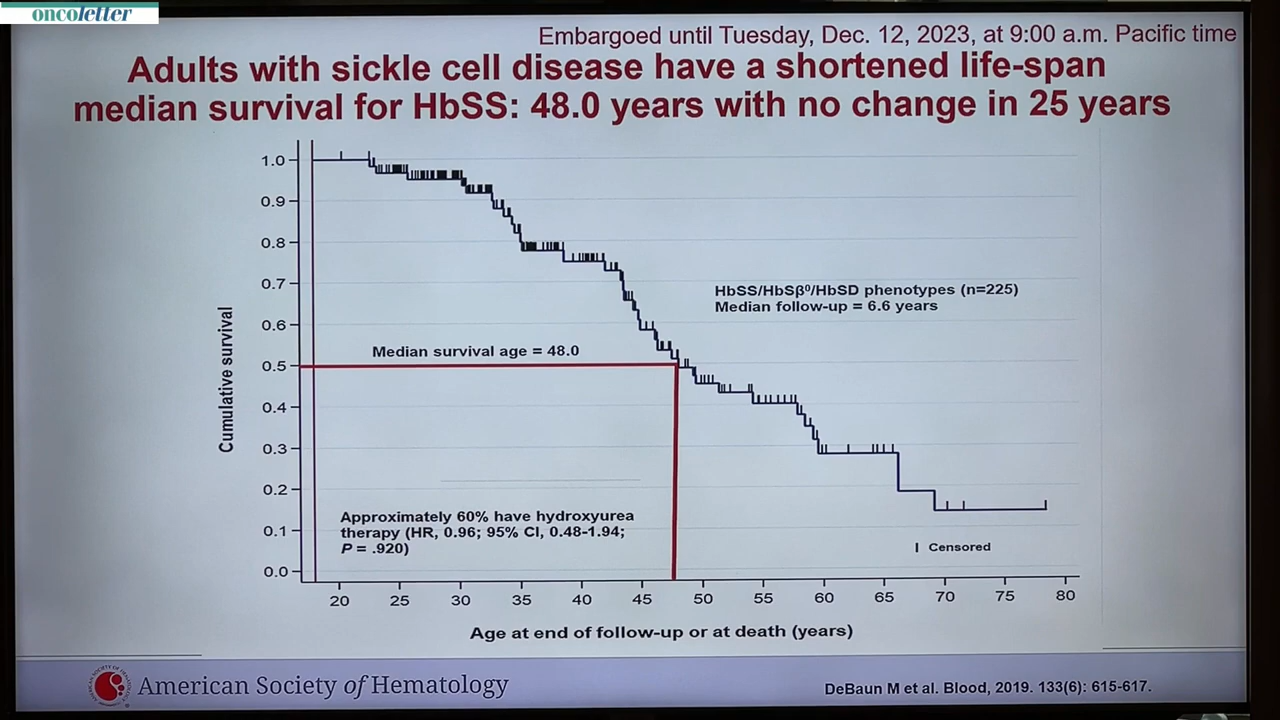 oncoletter
Embargoed until Tuesday, Dec. 12, 2023, at 9:00 a.m. Pacific time
Adults with sickle cell disease have a shortened life-span
median survival for HbSS: 48.0 years with no change in 25 years
1.0
0.9
0.8
0.7
0.6
0.5
0.4
0.3
0.2
0.1
0.0
Cumulative survival
HbSS/HbSβ⁰/HbSD phenotypes (n=225)
Median follow-up = 6.6 years
Median survival age = 48.0
Approximately 60% have hydroxyurea
therapy (HR, 0.96; 95% CI, 0.48-1.94;
P = .920)
I Censored
20 25 30 35 40 45 50 55 60 65 70 75 80
Age at end of follow-up or at death (years)
American Society of Hematology
DeBaun M et al. Blood, 2019. 133(6): 615-617.